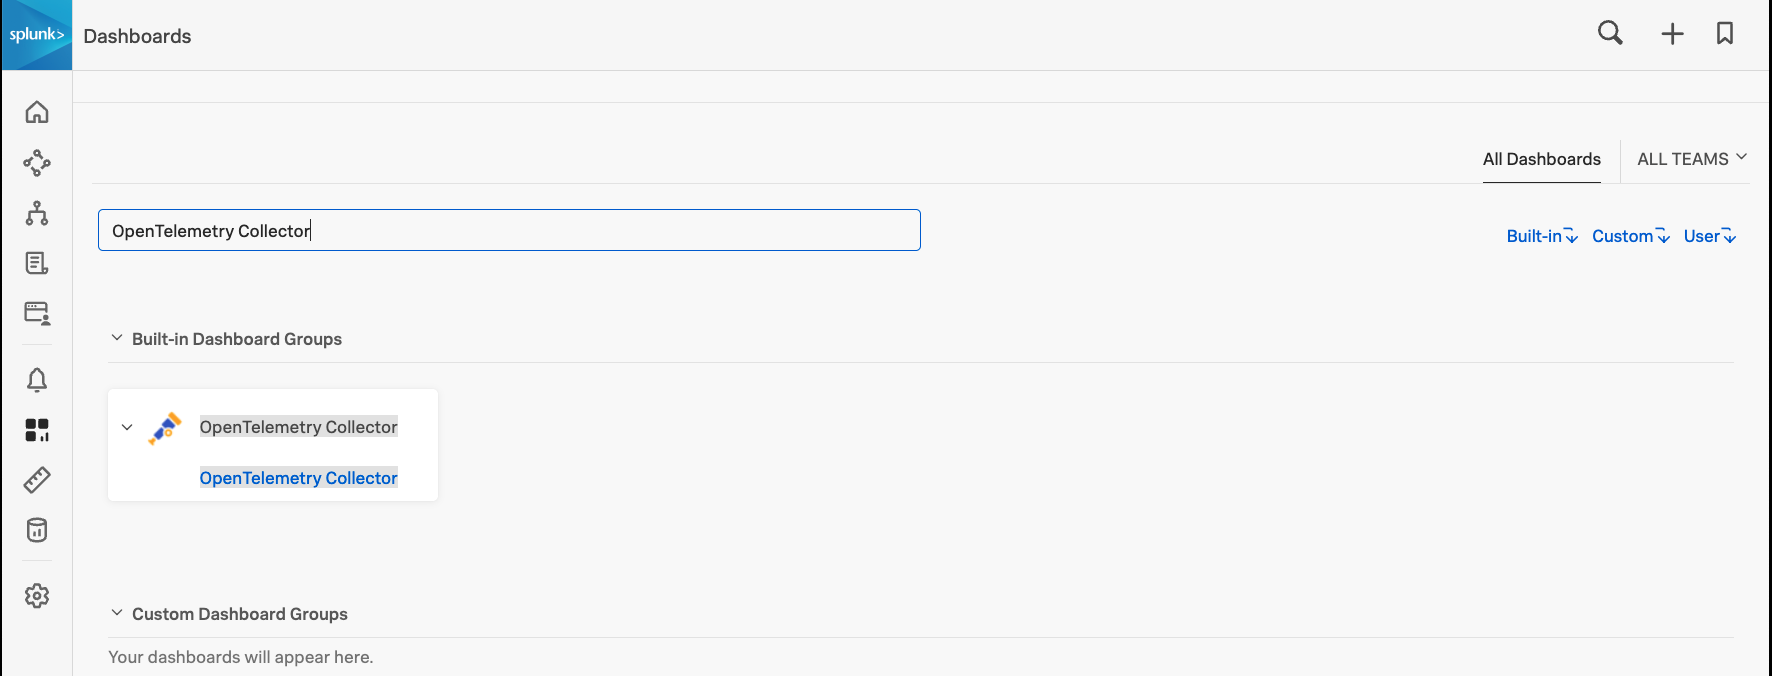 splunk>
Dashboards
All Dashboards
ALL TEAMS
OpenTelemetry Collector
Built-in
Custom
User
Built-in Dashboard Groups
OpenTelemetry Collector
OpenTelemetry Collector
Custom Dashboard Groups
Your dashboards will appear here.